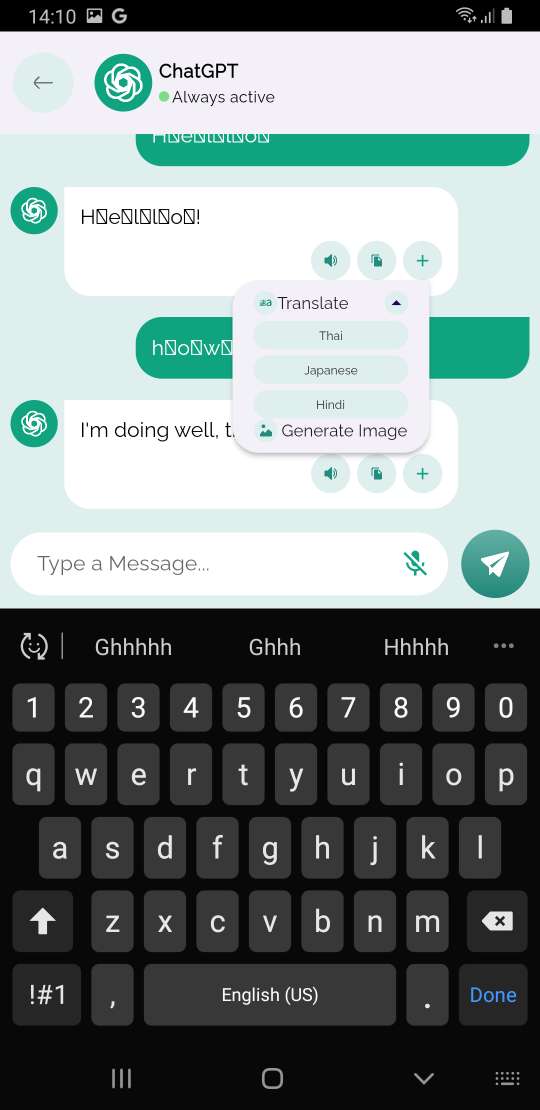 14:10
ChatGPT
Always active
H▯e▯l▯l▯o▯
H▯e▯l▯l▯o▯!
Translate
Thai
h▯o▯w▯
Japanese
Hindi
I'm doing well, t
Generate Image
Type a Message...
Ghhhhh Ghhh Hhhhh
1 2 3 4 5 6 7 8 9 0
q w e r t y u i o p
a s d f g h j k l
z x c v b n m
!#1 , English (US) . Done